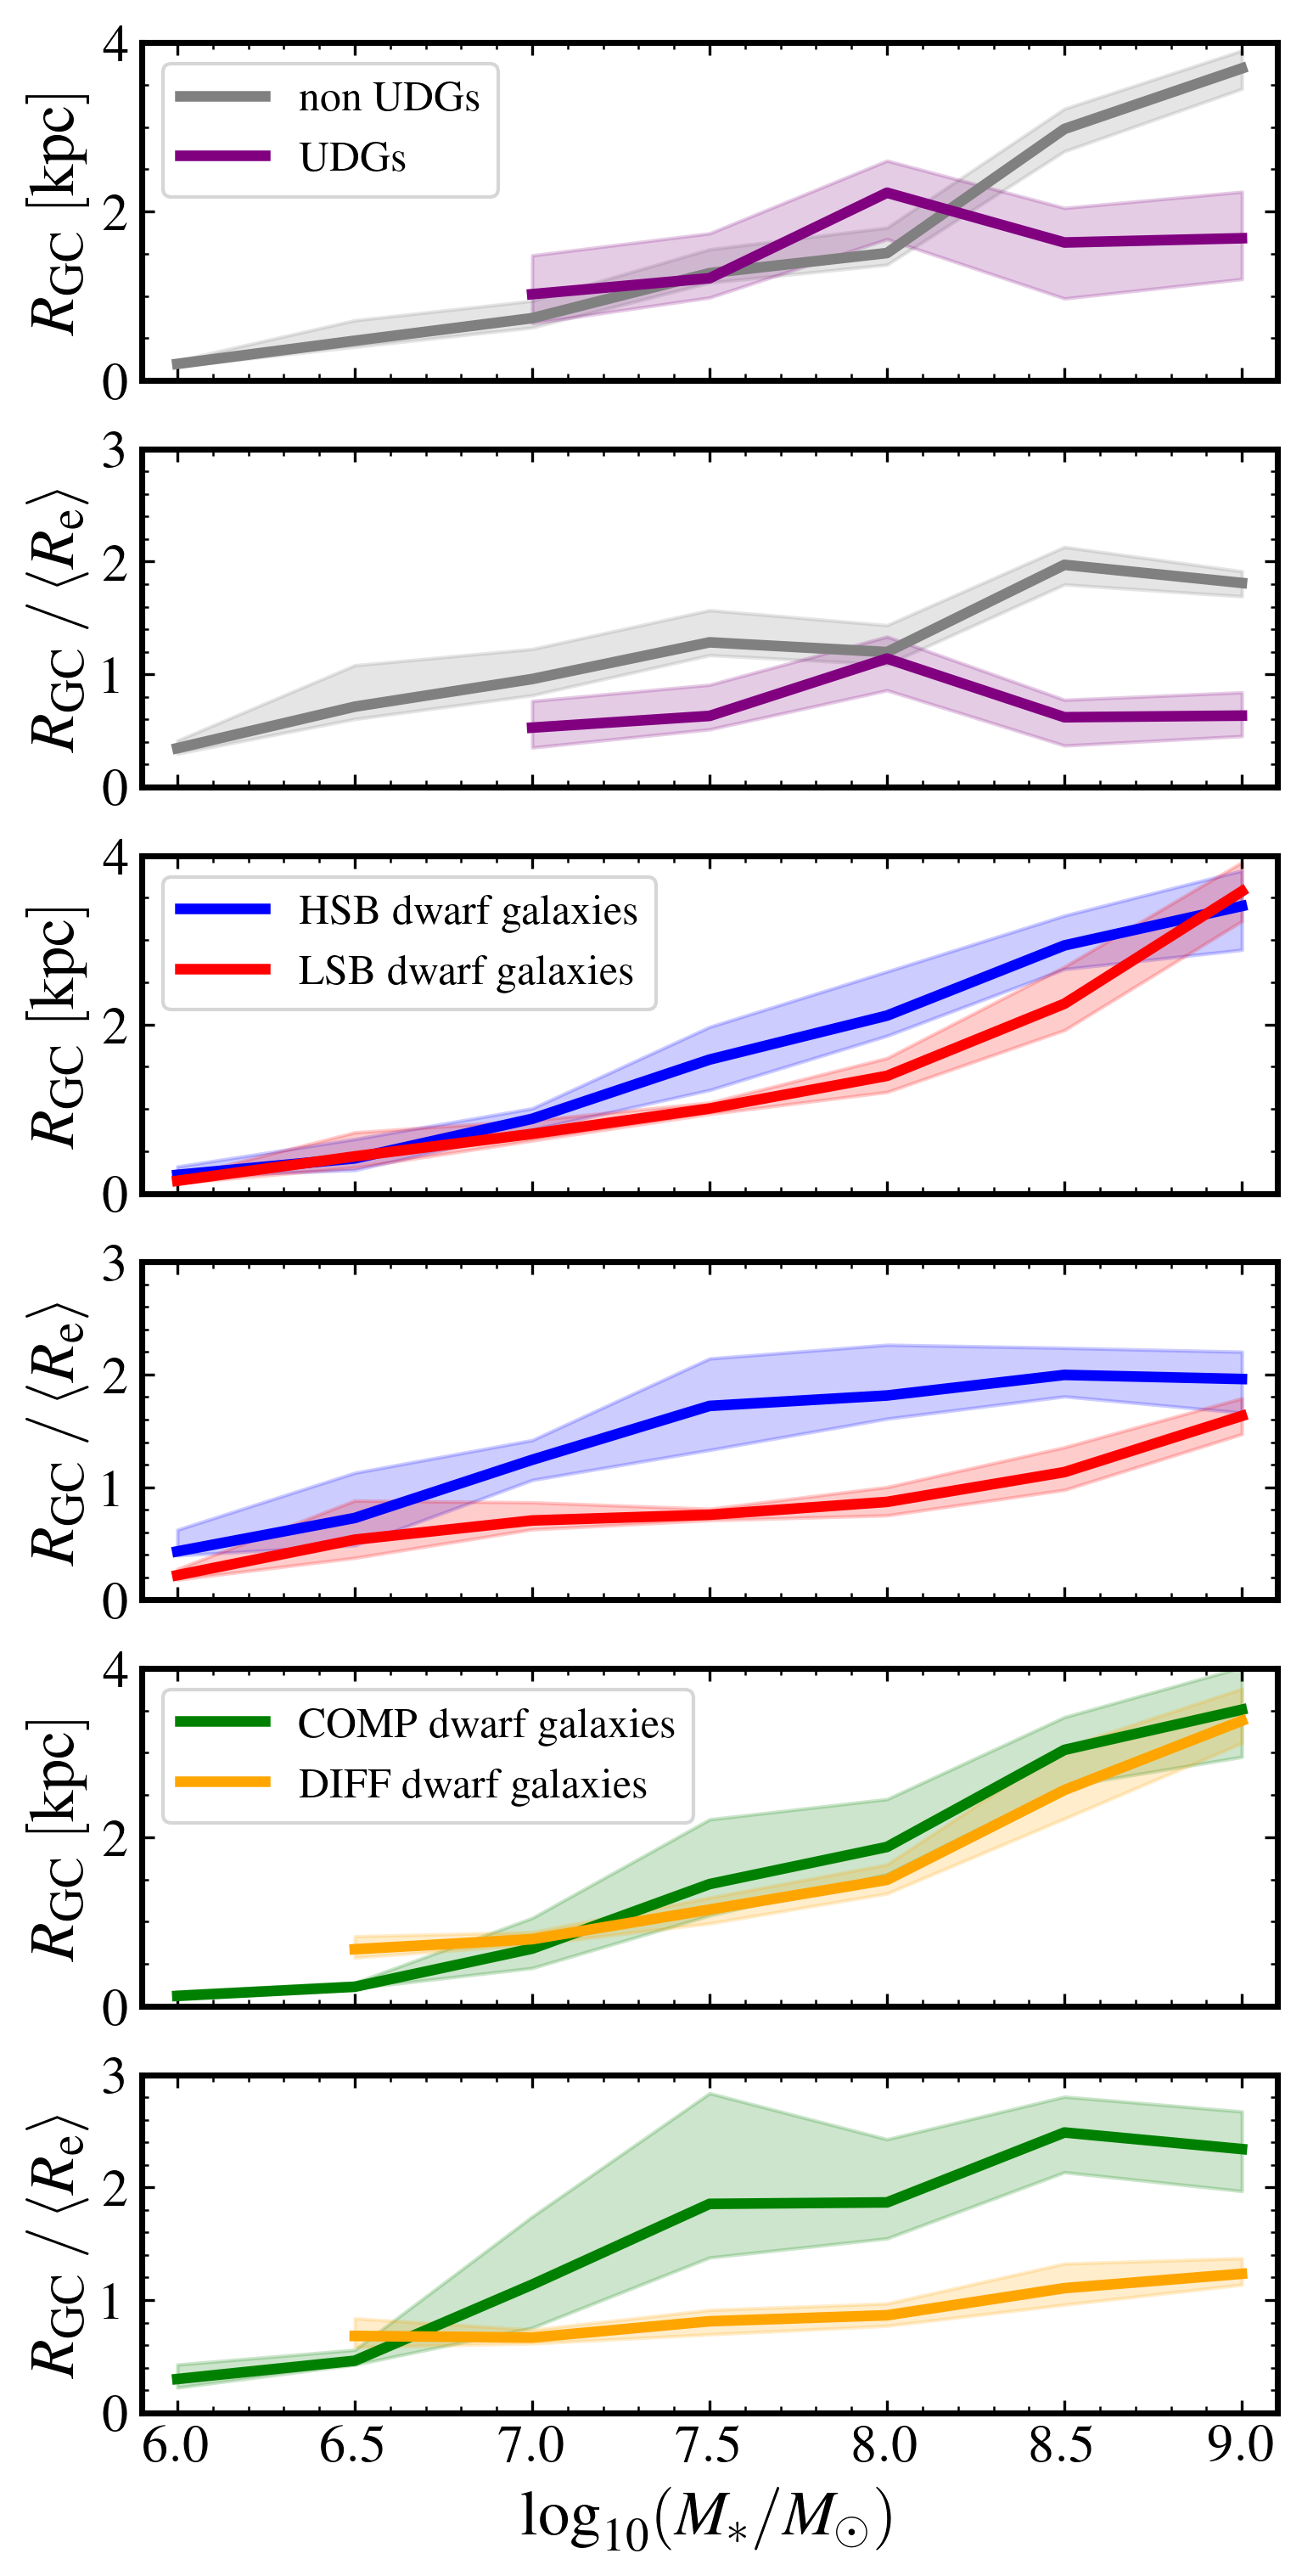 4
non UDGs
UDGs
2
0
R_GC [kpc]
3
2
1
0
R_GC / ⟨R_e⟩
4
HSB dwarf galaxies
LSB dwarf galaxies
2
0
R_GC [kpc]
3
2
1
0
R_GC / ⟨R_e⟩
4
COMP dwarf galaxies
DIFF dwarf galaxies
2
0
R_GC [kpc]
3
2
1
0
R_GC / ⟨R_e⟩
6.0 6.5 7.0 7.5 8.0 8.5 9.0
log₁₀(M_*/M_⊙)